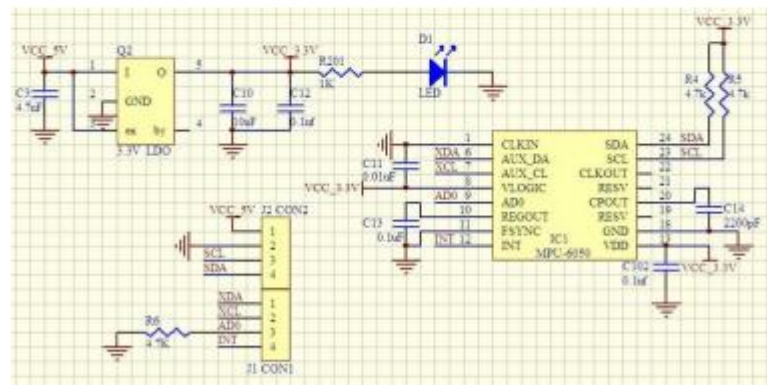 VCC_5V
Q2
VCC_3.3V
D1
VCC_3.3V
1
I
O
5
R201
1K
LED
C3
4.7uF
2
GND
C10
10uF
C12
0.1uf
R4
4.7k
R5
4.7k
3
en
by
4
3.3V LDO
1
CLKIN
SDA
24
SDA
XDA
6
AUX_DA
SCL
23
SCL
XCL
7
AUX_CL
CLKOUT
22
C11
0.01uF
VCC_3.3V
8
VLOGIC
RESV
21
AD0
9
AD0
CPOUT
20
C14
2200pF
10
REGOUT
RESV
19
C13
0.1uF
11
FSYNC
GND
18
INT
12
INT
IC1
VDD
13
MPU-6050
VCC_3.3V
C102
0.1uf
VCC_5V
J2 CON2
1
2
SCL
3
SDA
4
XDA
1
XCL
2
R6
4.7K
AD0
3
INT
4
J1 CON1